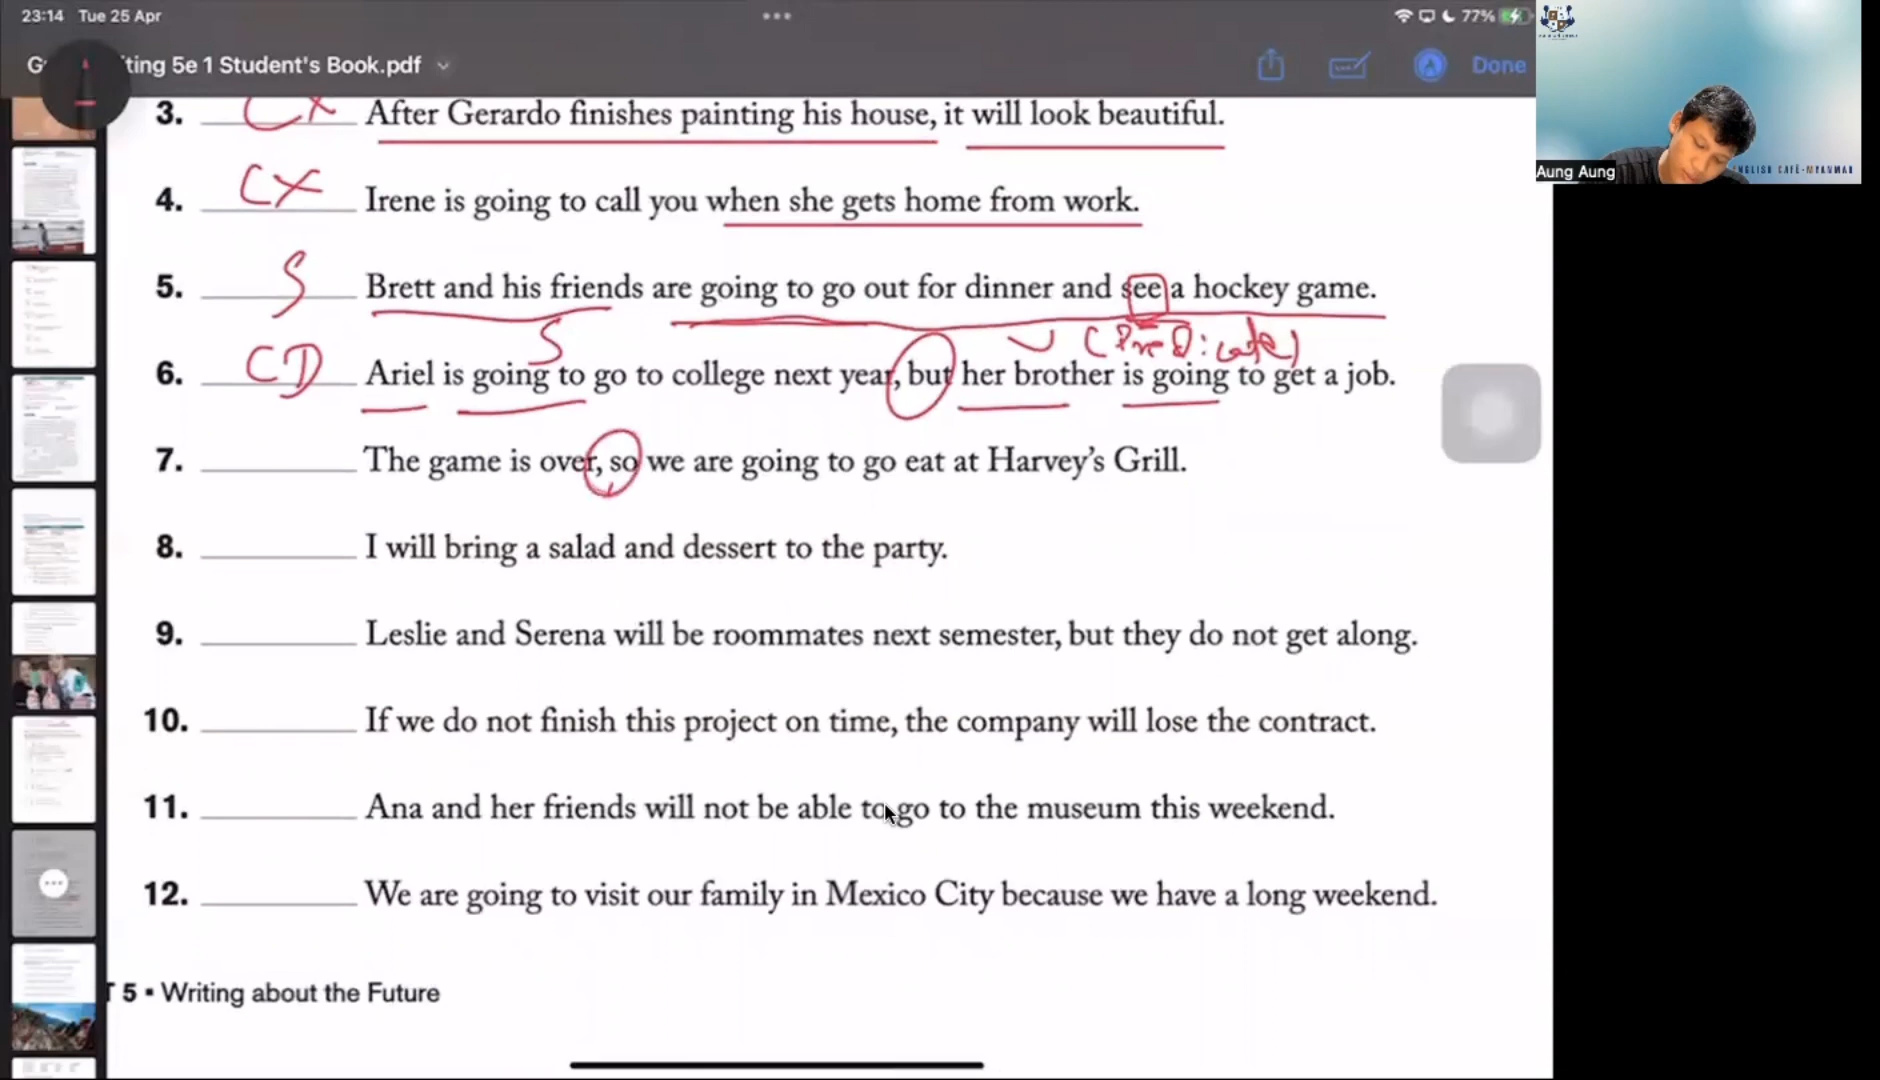 23:14 Tue 25 Apr
77%
G ting 5e 1 Student's Book.pdf
Done
3. CX After Gerardo finishes painting his house, it will look beautiful.
Aung Aung
ENGLISH CAFÉ-MYANMAR
CX
4. Irene is going to call you when she gets home from work.
S
5. Brett and his friends are going to go out for dinner and see a hockey game.
S V (Predicate)
6. CD Ariel is going to go to college next year, but her brother is going to get a job.
7. The game is over, so we are going to go eat at Harvey's Grill.
8. I will bring a salad and dessert to the party.
9. Leslie and Serena will be roommates next semester, but they do not get along.
10. If we do not finish this project on time, the company will lose the contract.
11. Ana and her friends will not be able to go to the museum this weekend.
12. We are going to visit our family in Mexico City because we have a long weekend.
T 5 • Writing about the Future